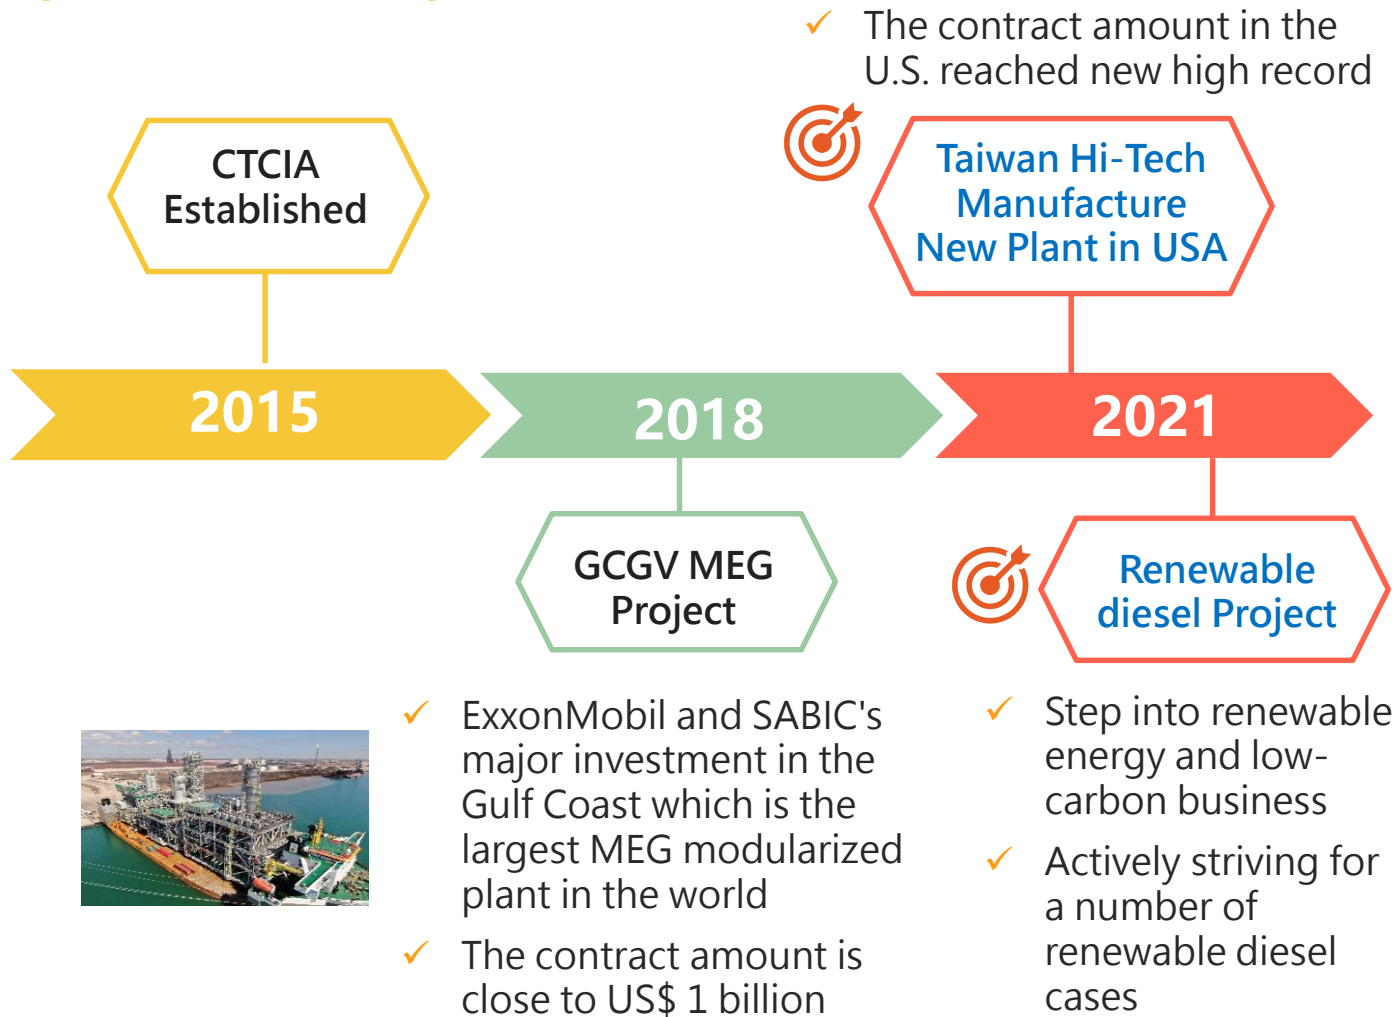 The contract amount in the
U.S. reached new high record
CTCIA
Established
Taiwan Hi-Tech
Manufacture
New Plant in USA
2015
2018
2021
GCGV MEG
Project
Renewable
diesel Project
ExxonMobil and SABIC's
major investment in the
Gulf Coast which is the
largest MEG modularized
plant in the world
The contract amount is
close to US$ 1 billion
Step into renewable
energy and low-
carbon business
Actively striving for
a number of
renewable diesel
cases